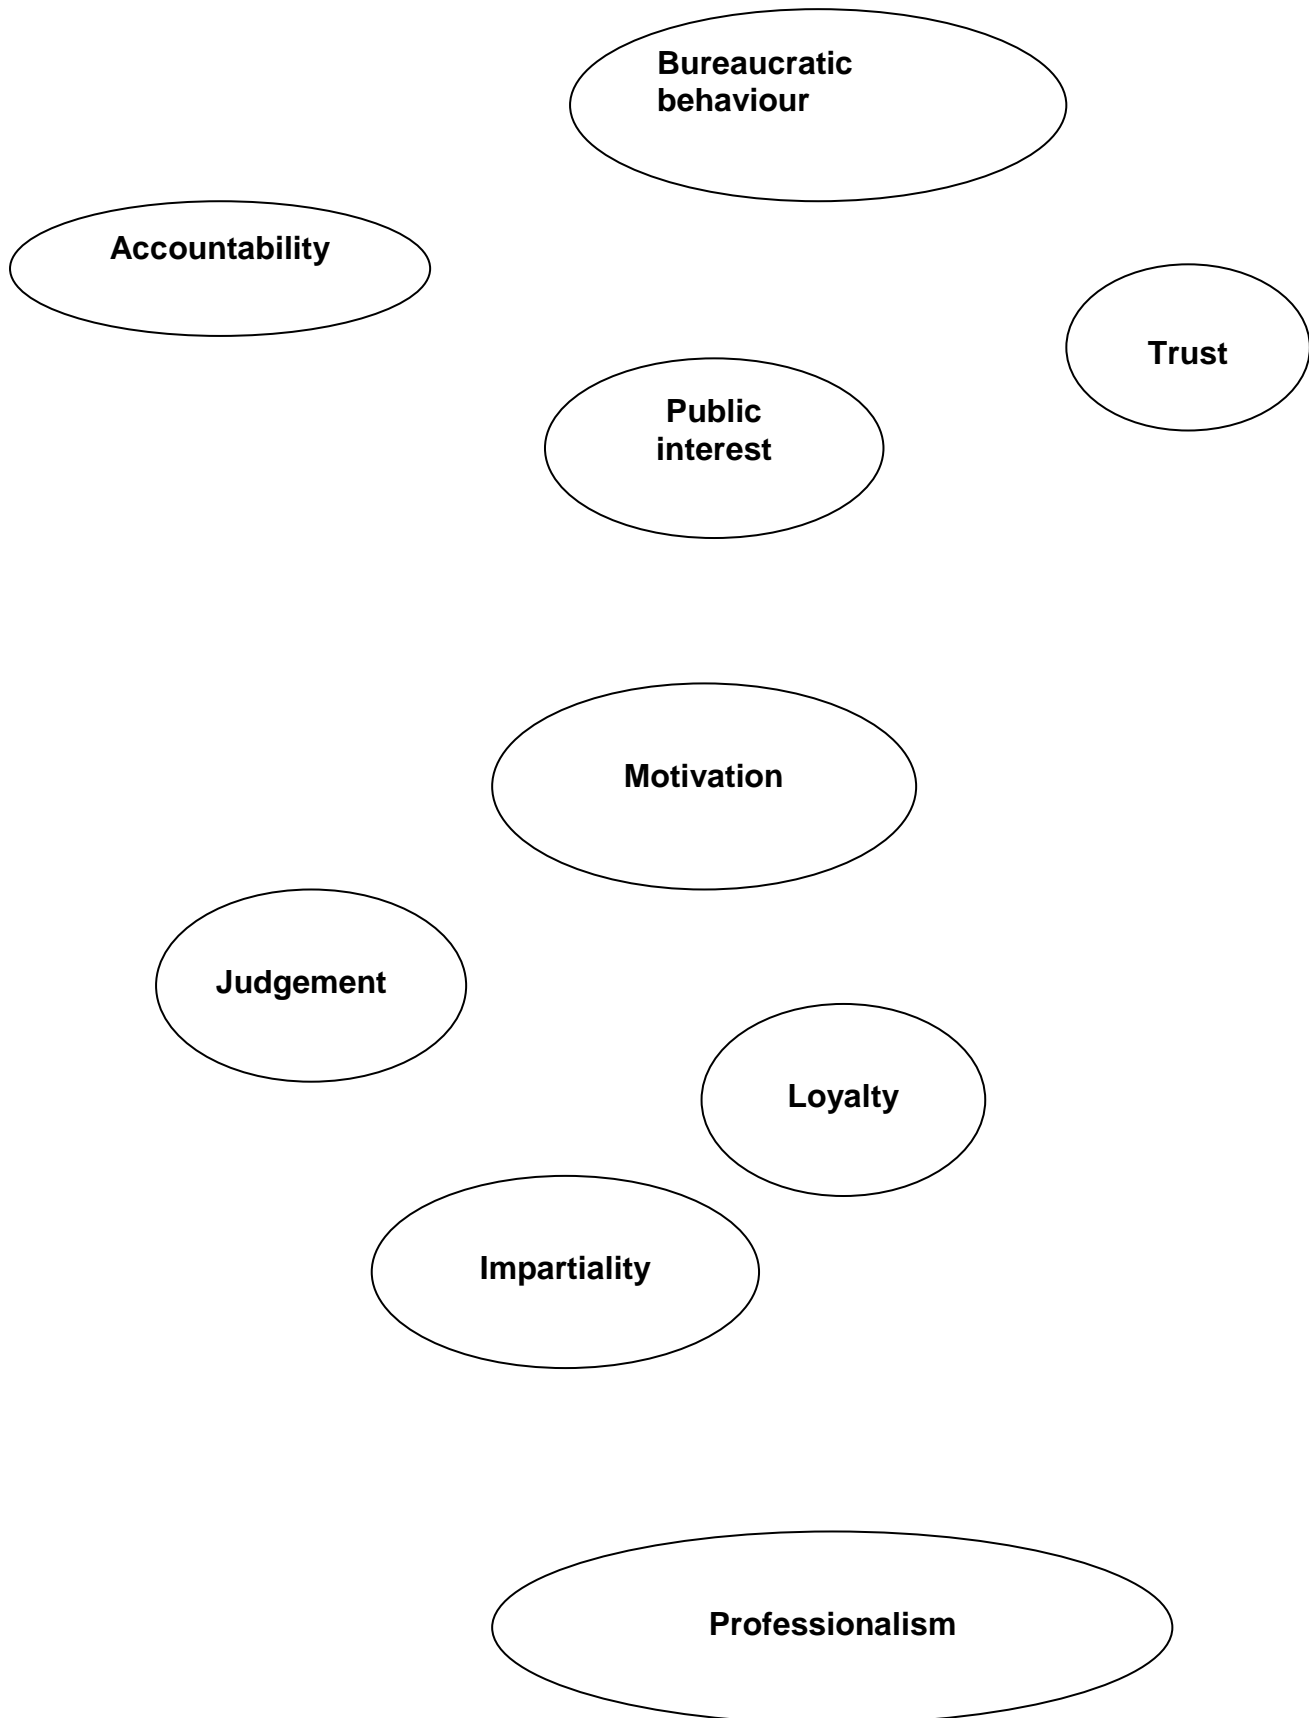 Bureaucratic
behaviour
Accountability
Trust
Public
interest
Motivation
Judgement
Loyalty
Impartiality
Professionalism